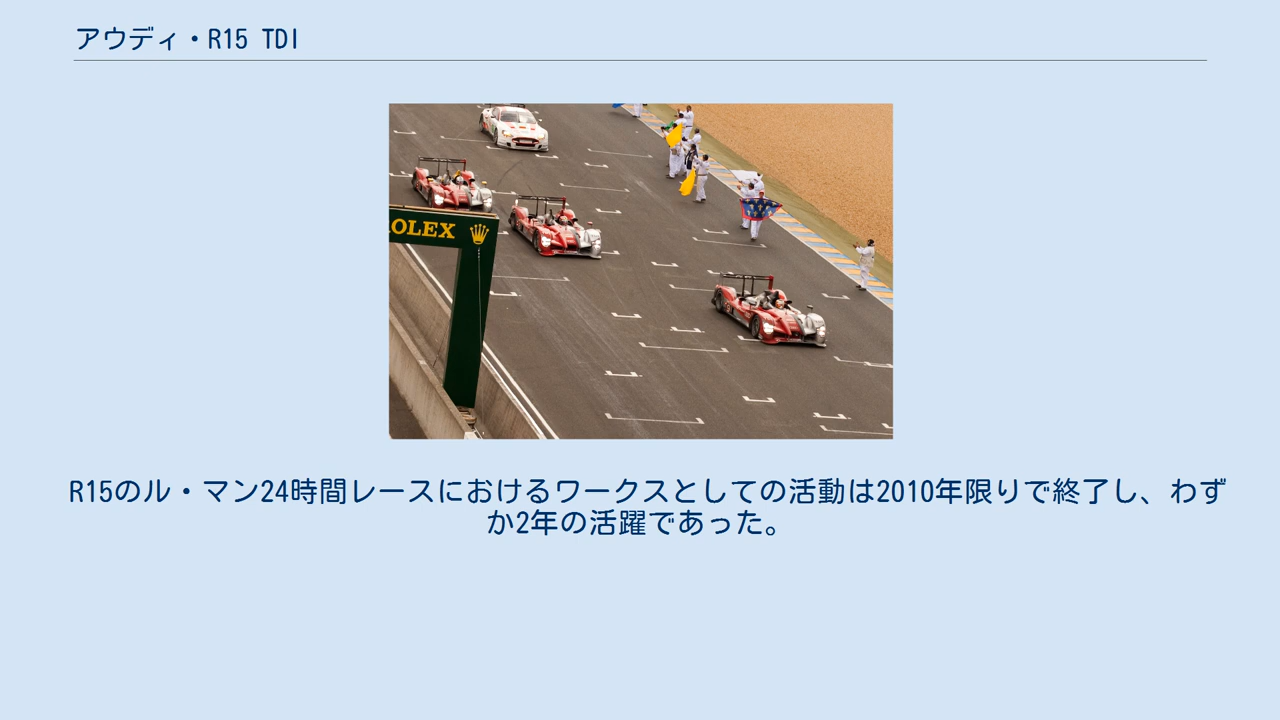 アウディ・R15 TDI
OLEX
R15のル・マン24時間レースにおけるワークスとしての活動は2010年限りで終了し、わず
か2年の活躍であった。